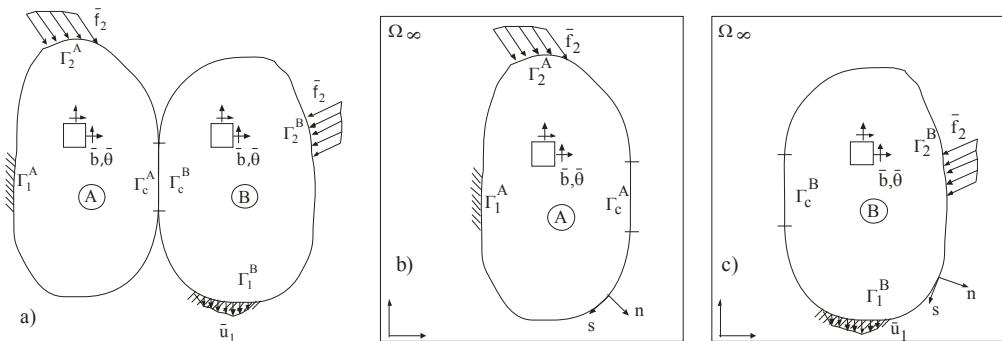 f̄₂
Γ₂ᴬ
f̄₂
Γ₂ᴮ
b̄,θ̄
b̄,θ̄
Γ₁ᴬ
A
Γcᴬ
Γcᴮ
B
Γ₁ᴮ
ū₁
a)
Ω∞
f̄₂
Γ₂ᴬ
b̄,θ̄
Γ₁ᴬ
Γcᴬ
A
b)
s
n
Ω∞
f̄₂
Γ₂ᴮ
b̄,θ̄
Γcᴮ
B
c)
Γ₁ᴮ
n
s
ū₁